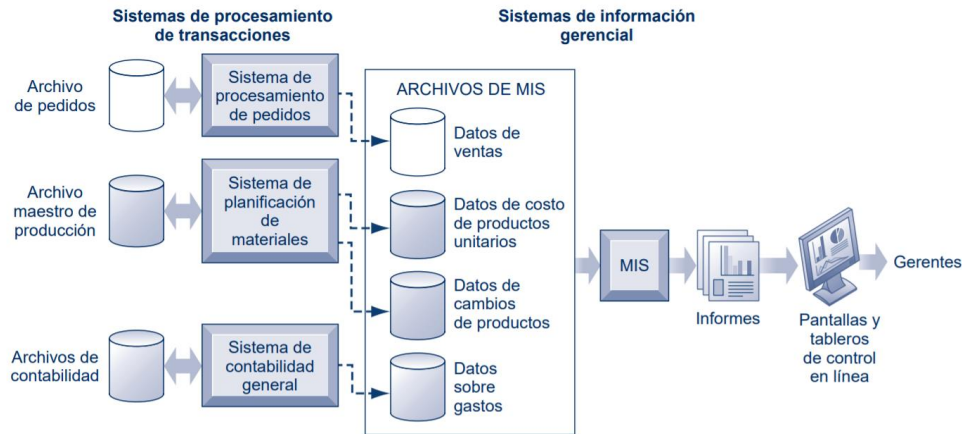 Sistemas de procesamiento
de transacciones
Sistemas de información
gerencial
Archivo
de pedidos
Sistema de
procesamiento
de pedidos
ARCHIVOS DE MIS
Datos de
ventas
Archivo
maestro de
producción
Sistema de
planificación
de
materiales
Datos de costo
de productos
unitarios
Datos de
cambios
de productos
Archivos de
contabilidad
Sistema de
contabilidad
general
Datos
sobre
gastos
MIS
Informes
Pantallas y
tableros
de control
en línea
Gerentes